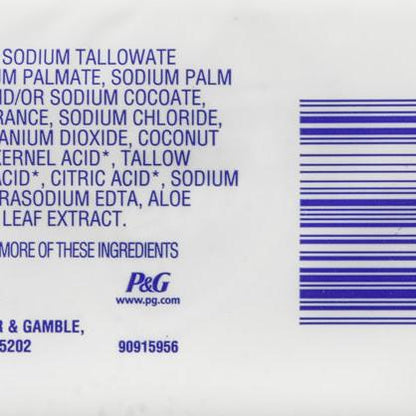 SODIUM TALLOWATE
UM PALMATE, SODIUM PALM
ND/OR SODIUM COCOATE,
RANCE, SODIUM CHLORIDE,
ANIUM DIOXIDE, COCONUT
KERNEL ACID*, TALLOW
ACID*, CITRIC ACID*, SODIUM
RASODIUM EDTA, ALOE
LEAF EXTRACT.
MORE OF THESE INGREDIENTS
P&G
www.pg.com
R & GAMBLE,
5202 90915956